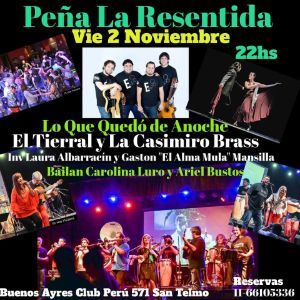 Peña La Resentida
Vie 2 Noviembre
22hs
Lo Que Quedó de Anoche
El Tierral y La Casimiro Brass
Inv Laura Albarracín y Gaston "El Alma Mula" Mansilla
Bailan Carolina Luro y Ariel Bustos
Reservas
Buenos Ayres Club Perú 571 San Telmo
11-66105336